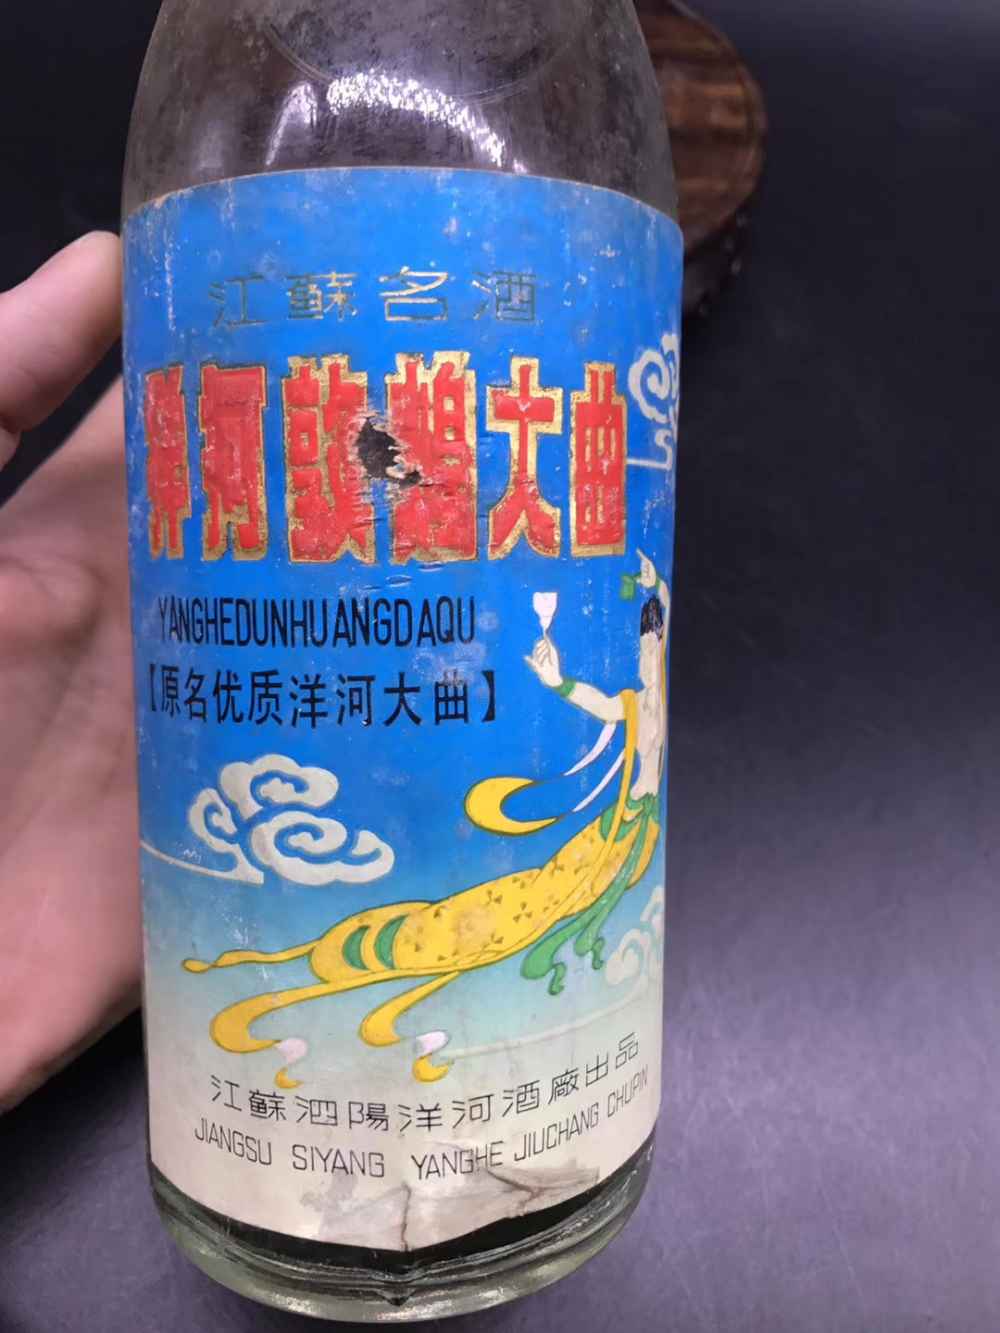 江蘇名酒
洋河敦煌大曲
YANGHEDUNHUANGDAQU
【原名优质洋河大曲】
江蘇泗陽洋河酒廠出品
JIANGSU SIYANG YANGHE JIUCHANG CHUPIN